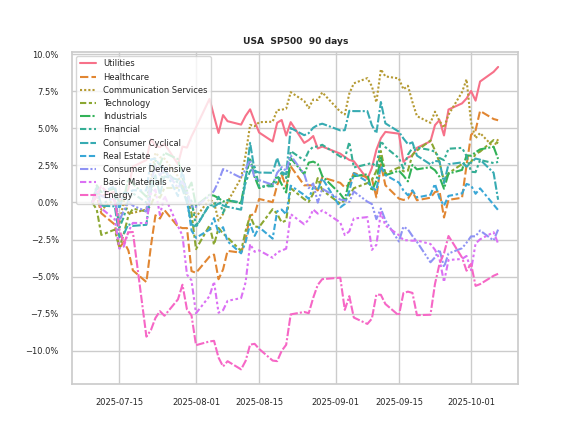 USA SP500 90 days
10.0%
7.5%
5.0%
2.5%
0.0%
−2.5%
−5.0%
−7.5%
−10.0%
Utilities
Healthcare
Communication Services
Technology
Industrials
Financial
Consumer Cyclical
Real Estate
Consumer Defensive
Basic Materials
Energy
2025-07-15 2025-08-01 2025-08-15 2025-09-01 2025-09-15 2025-10-01